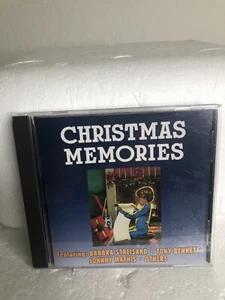 CHRISTMAS
MEMORIES
Featuring: BARBRA STREISAND - TONY BENNETT
JOHNNY MATHIS - OTHERS